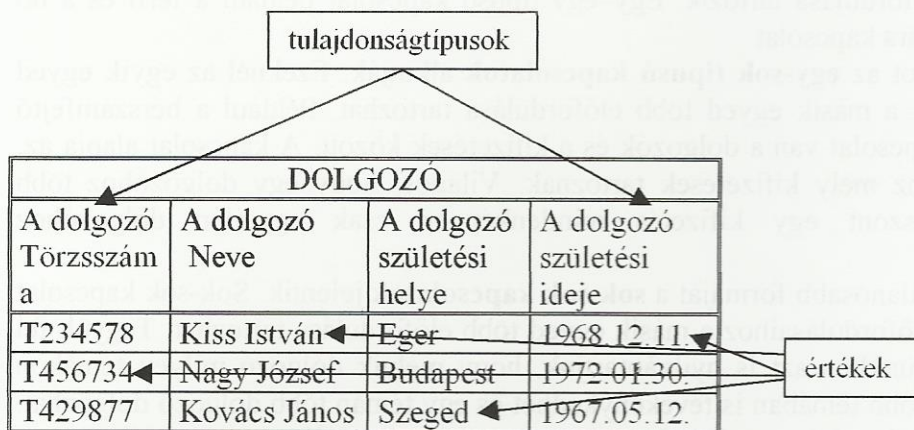 tulajdonságtípusok
DOLGOZÓ
A dolgozó
Törzsszám
a
A dolgozó
Neve
A dolgozó
születési
helye
A dolgozó
születési
ideje
T234578 Kiss István Eger 1968.12.11.
T456734 Nagy József Budapest 1972.01.30.
T429877 Kovács János Szeged 1967.05.12.
értékek